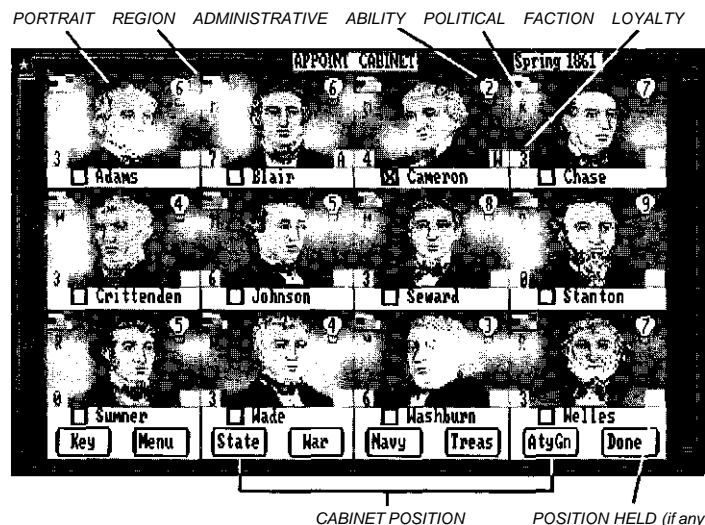 PORTRAIT REGION ADMINISTRATIVE ABILITY POLITICAL FACTION LOYALTY
APPOINT CABINET Spring 1861
6 6 2 7
3 7 A 4 W 3
Adams Blair Cameron Chase
4 5 8 9
3 6 3 0
Crittenden Johnson Seward Stanton
5 4 3 7
0 3 6 3
Sumner Wade Washburn Welles
Key Menu State War Navy Treas AtyGn Done
CABINET POSITION POSITION HELD (if any